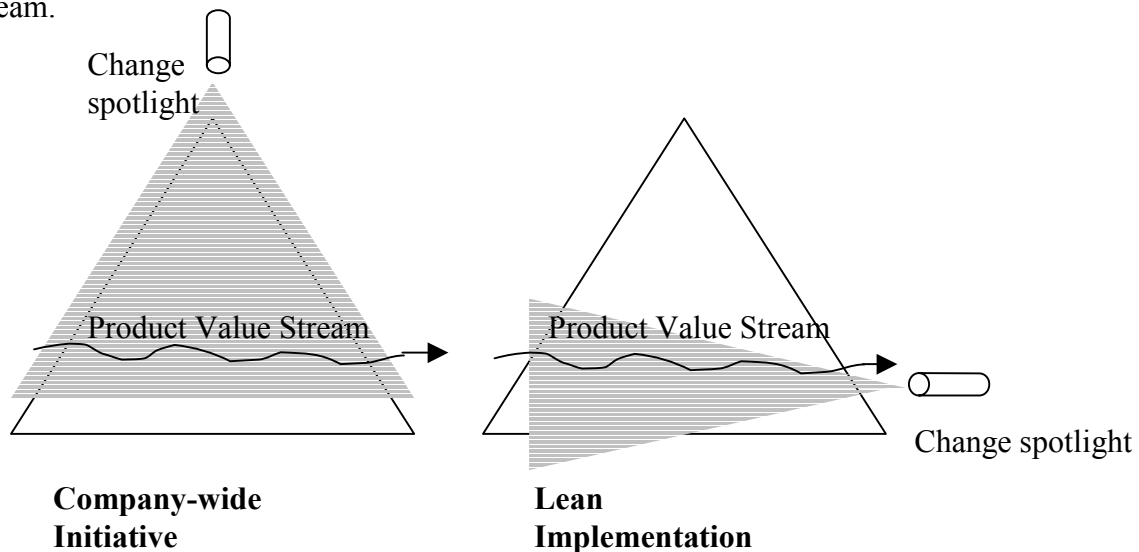 eam.
Change
spotlight
Product Value Stream
Product Value Stream
Change spotlight
Company-wide
Initiative
Lean
Implementation